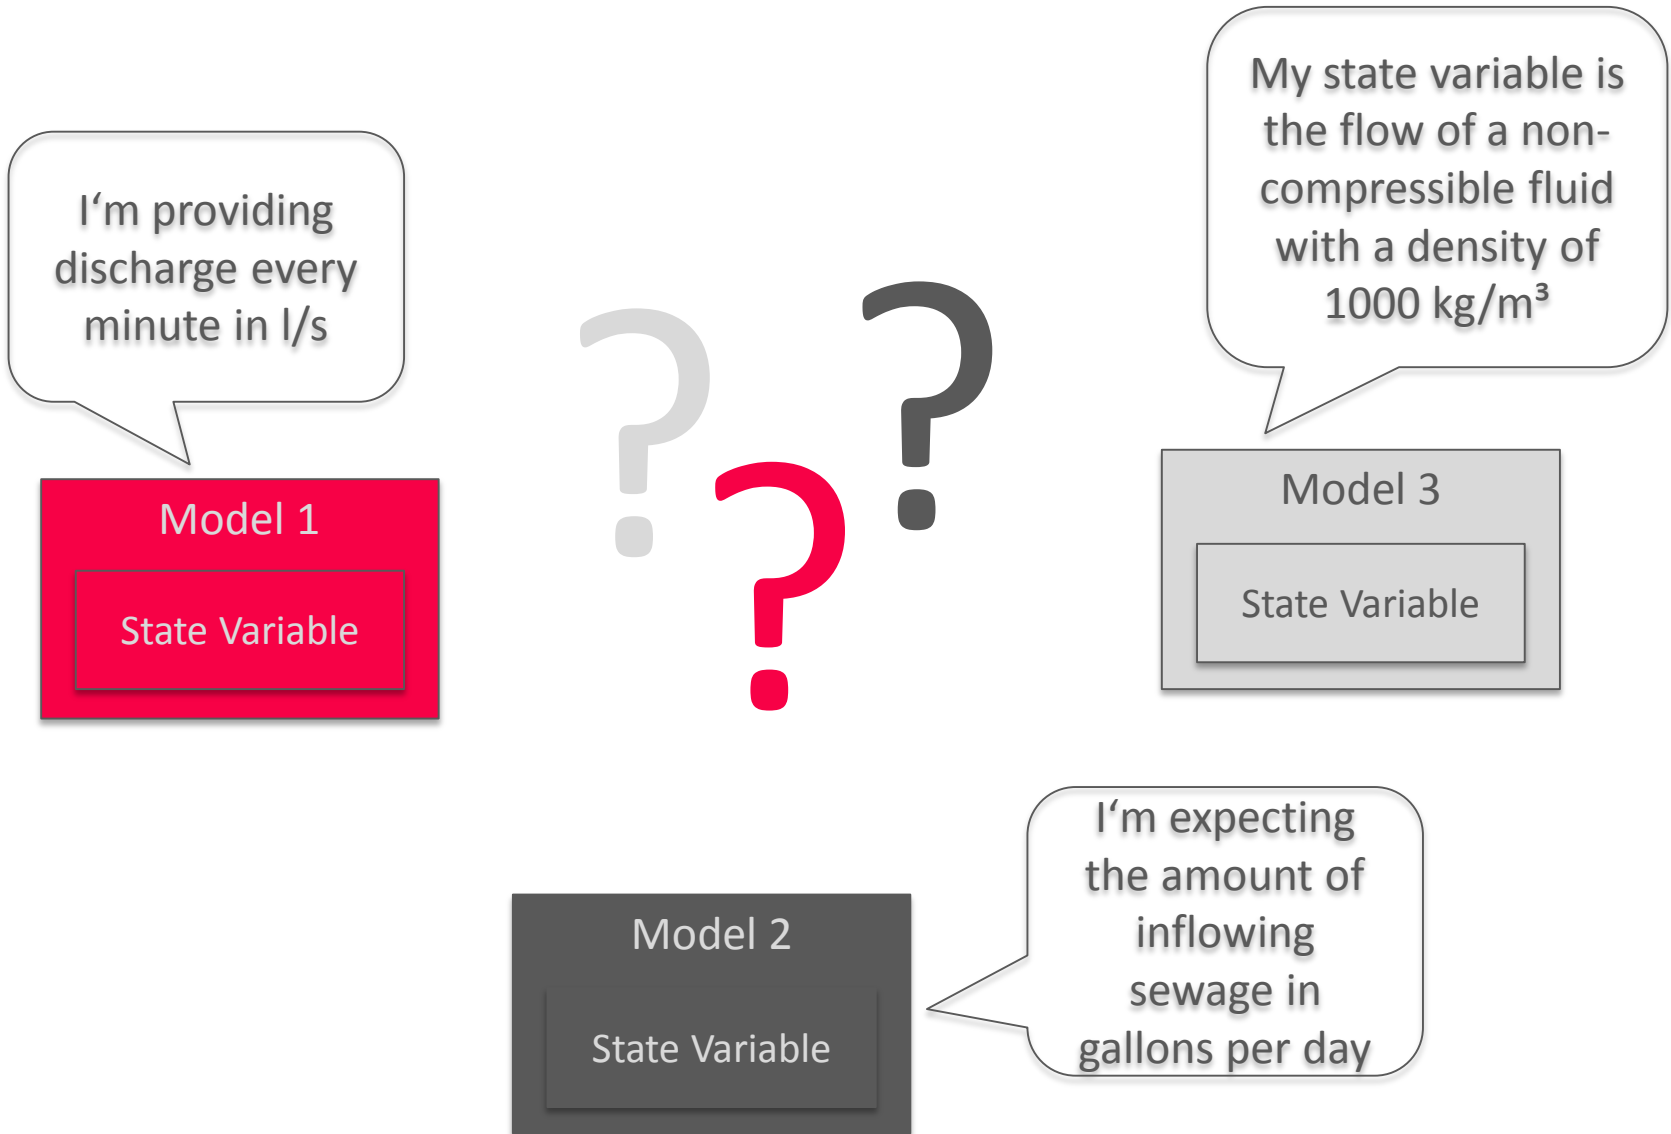 I‘m providing
discharge every
minute in l/s
My state variable is
the flow of a non-
compressible fluid
with a density of
1000 kg/m³
?
?
?
Model 1
State Variable
Model 3
State Variable
Model 2
State Variable
I‘m expecting
the amount of
inflowing
sewage in
gallons per day